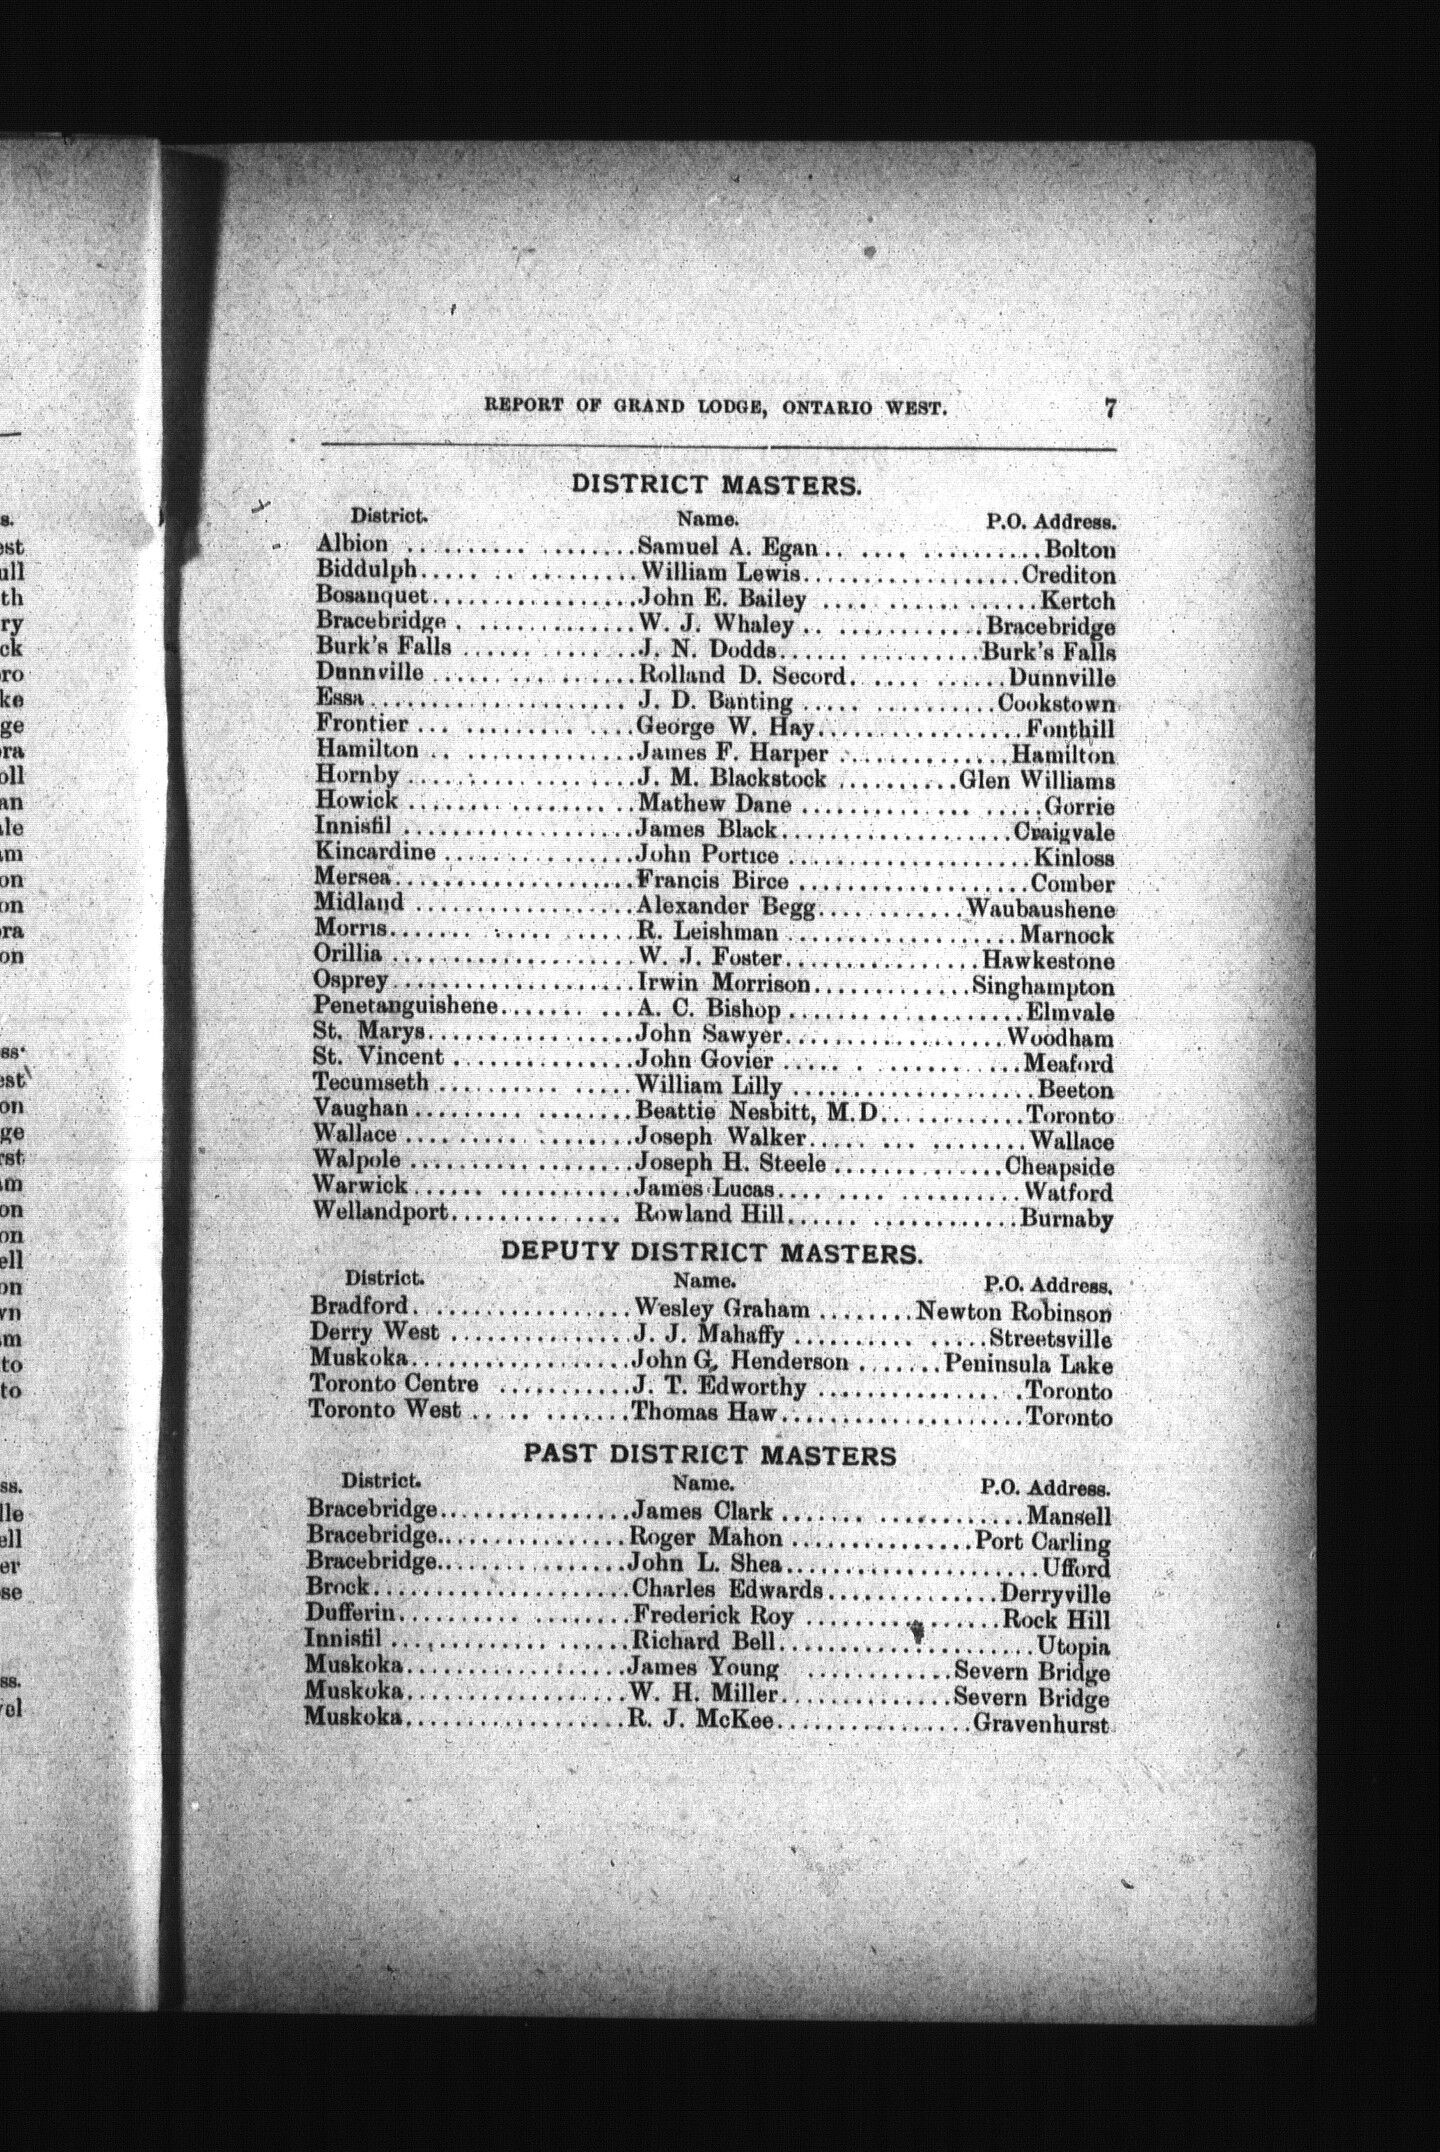 REPORT OF GRAND LODGE, ONTARIO WEST. 7
DISTRICT MASTERS.
District. Name. P.O. Address.
Albion .. .......... ........Samuel A. Egan.. .... ...........Bolton
Biddulph..... .. ...........William Lewis....................Crediton
Bosanquet...................John E. Bailey .... ..............Kertch
Bracebridge . ..............W. J. Whaley .. ............Bracebridge
Burk's Falls ...... ........J. N. Dodds...... ...........Burk's Falls
Dunnville ..................Rolland D. Secord. .... ......Dunnville
Essa........................J. D. Banting ..... ..........Cookstown
Frontier ... ............ ..George W. Hay.................Fonthill
Hamilton .. ................James F. Harper ..............Hamilton
Hornby .....................J. M. Blackstock .........Glen Williams
Howick .....................Mathew Dane ............ .....Gorrie
Innisfil ...................James Black..................Craigvale
Kincardine .................John Portice ...................Kinloss
Mersea......................Francis Birce .................Comber
Midland ....................Alexander Begg...........Waubaushene
Morris....... ...... .......R. Leishman ..................Marnock
Orillia ....................W. J. Foster................Hawkestone
Osprey......................Irwin Morrison.............Singhampton
Penetanguishene....... ....A. C. Bishop ..................Elmvale
St. Marys...................John Sawyer..................Woodham
St. Vincent ................John Govier ..... . ...........Meaford
Tecumseth .......... .....William Lilly ....................Beeton
Vaughan ......... ........Beattie Nesbitt, M.D............Toronto
Wallace .......... ........Joseph Walker..... ... ........Wallace
Walpole ...................Joseph H. Steele .............Cheapside
Warwick...... .............James Lucas.... .... ..........Watford
Wellandport............ ....Rowland Hill...... ............Burnaby
DEPUTY DISTRICT MASTERS.
District. Name. P.O. Address.
Bradford. .................Wesley Graham ........Newton Robinson
Derry West ................J. J. Mahaffy .......... .....Streetsville
Muskoka...................John G. Henderson .......Peninsula Lake
Toronto Centre ...........J. T. Edworthy ............... .Toronto
Toronto West .. .. ........Thomas Haw....................Toronto
PAST DISTRICT MASTERS
District. Name. P.O. Address.
Bracebridge................James Clark ....... ............Mansell
Bracebridge................Roger Mahon ...............Port Carling
Bracebridge................John L. Shea.....................Ufford
Brock......................Charles Edwards..............Derryville
Dufferin.......... ........Frederick Roy ................Rock Hill
Innisfil ............ ......Richard Bell.....................Utopia
Muskoka...................James Young ............Severn Bridge
Muskoka...................W. H. Miller..............Severn Bridge
Muskoka...................R. J. McKee................Gravenhurst